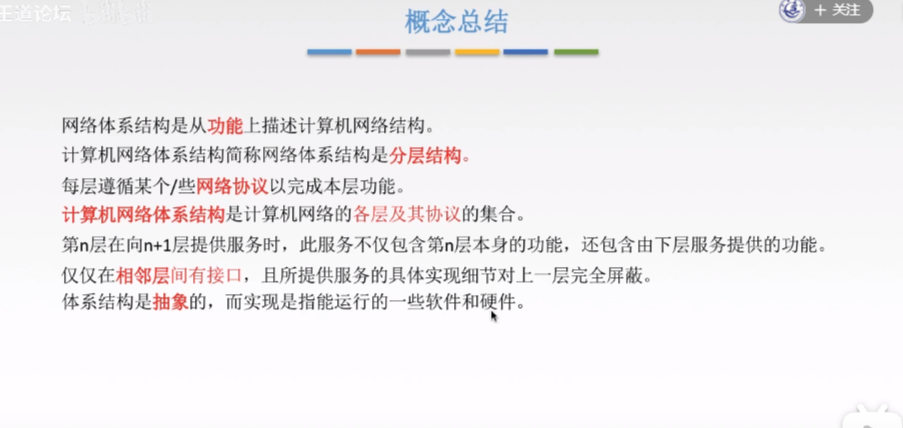 王道论坛
概念总结
+ 关注
网络体系结构是从功能上描述计算机网络结构。
计算机网络体系结构简称网络体系结构是分层结构。
每层遵循某个/些网络协议以完成本层功能。
计算机网络体系结构是计算机网络的各层及其协议的集合。
第n层在向n+1层提供服务时，此服务不仅包含第n层本身的功能，还包含由下层服务提供的功能。
仅仅在相邻层间有接口，且所提供服务的具体实现细节对上一层完全屏蔽。
体系结构是抽象的，而实现是指能运行的一些软件和硬件。